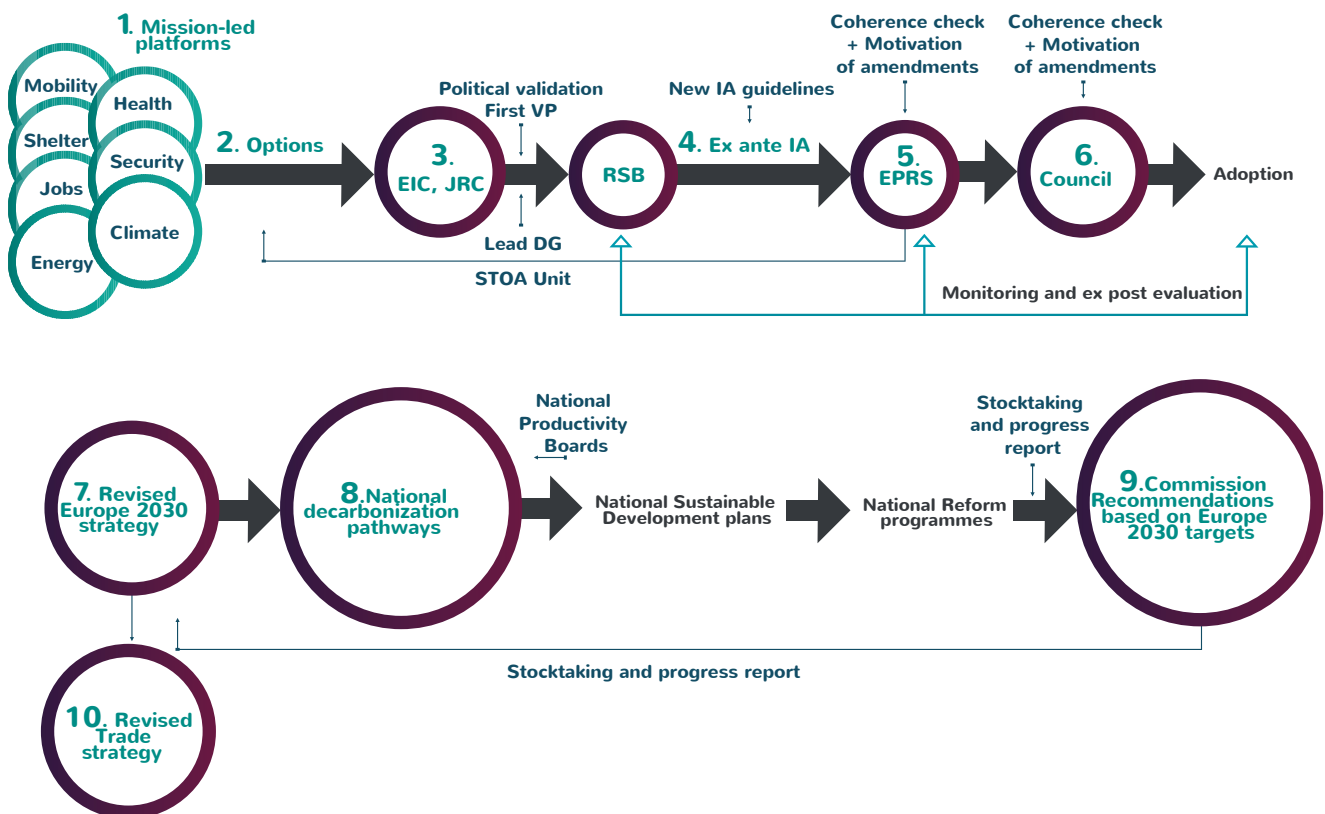 1. Mission-led
platforms
Mobility
Health
Shelter
Security
Jobs
Climate
Energy
2. Options
3.
EIC, JRC
Political validation
First VP
Lead DG
STOA Unit
RSB
New IA guidelines
4. Ex ante IA
Coherence check
+ Motivation
of amendments
5.
EPRS
Coherence check
+ Motivation
of amendments
6.
Council
Adoption
Monitoring and ex post evaluation
7. Revised
Europe 2030
strategy
8.National
decarbonization
pathways
National
Productivity
Boards
National Sustainable
Development plans
National Reform
programmes
Stocktaking
and progress
report
9.Commission
Recommendations
based on Europe
2030 targets
Stocktaking and progress report
10. Revised
Trade
strategy